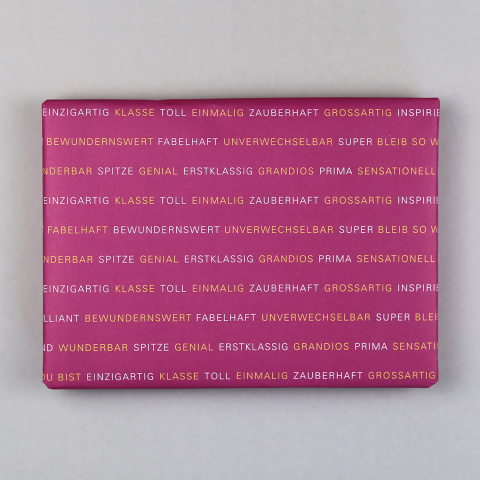 EINZIGARTIG KLASSE TOLL EINMALIG ZAUBERHAFT GROSSARTIG INSPIRIE
BEWUNDERNSWERT FABELHAFT UNVERWECHSELBAR SUPER BLEIB SO W
NDERBAR SPITZE GENIAL ERSTKLASSIG GRANDIOS PRIMA SENSATIONELL
EINZIGARTIG KLASSE TOLL EINMALIG ZAUBERHAFT GROSSARTIG INSPIRIE
FABELHAFT BEWUNDERNSWERT UNVERWECHSELBAR SUPER BLEIB SO W
NDERBAR SPITZE GENIAL ERSTKLASSIG GRANDIOS PRIMA SENSATIONELL
EINZIGARTIG KLASSE TOLL EINMALIG ZAUBERHAFT GROSSARTIG INSPIRIE
LLIANT BEWUNDERNSWERT FABELHAFT UNVERWECHSELBAR SUPER BLEI
ND WUNDERBAR SPITZE GENIAL ERSTKLASSIG GRANDIOS PRIMA SENSATI
DU BIST EINZIGARTIG KLASSE TOLL EINMALIG ZAUBERHAFT GROSSARTIG